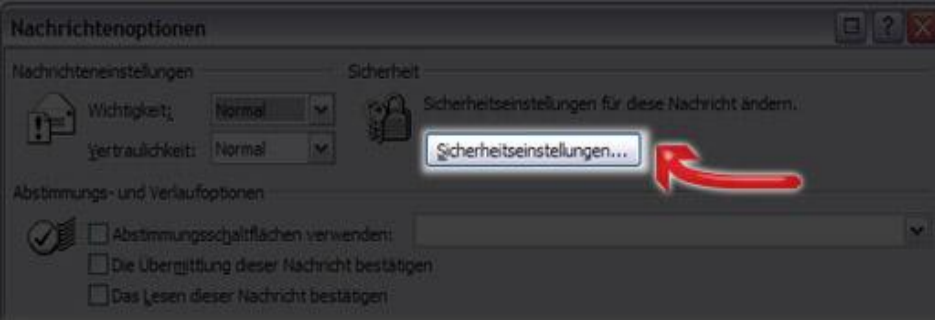 Nachrichtenoptionen
Nachrichteneinstellungen Sicherheit
Wichtigkeit: Normal Sicherheitseinstellungen für diese Nachricht ändern.
Vertraulichkeit: Normal Sicherheitseinstellungen...
Abstimmungs- und Verlaufoptionen
Abstimmungsschaltflächen verwenden:
Die Übermittlung dieser Nachricht bestätigen
Das Lesen dieser Nachricht bestätigen